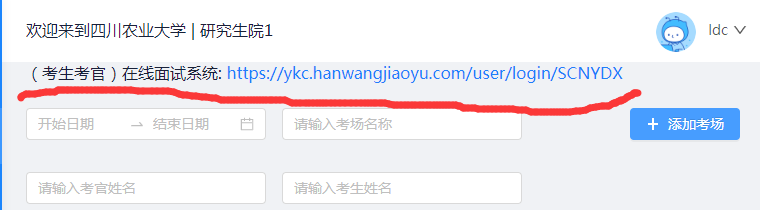 欢迎来到四川农业大学 | 研究生院1
ldc
（考生考官）在线面试系统: https://ykc.hanwangjiaoyu.com/user/login/SCNYDX
开始日期 → 结束日期
请输入考场名称
+ 添加考场
请输入考官姓名
请输入考生姓名